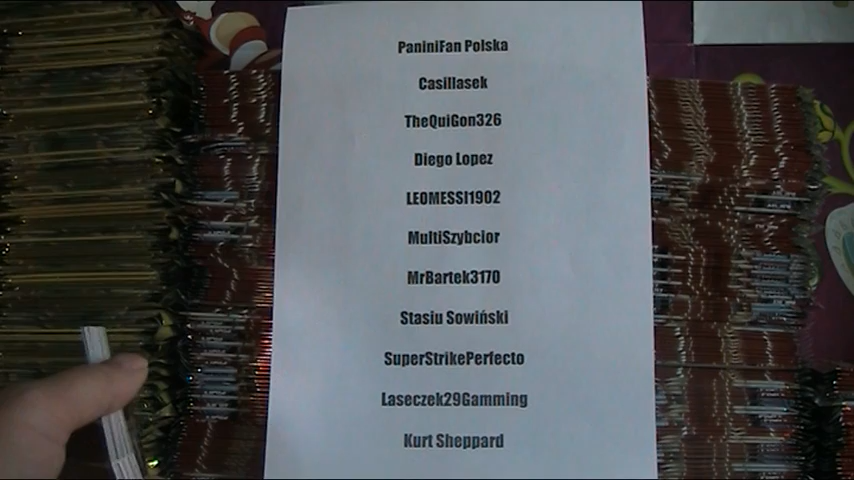 PaniniFan Polska
Casillasek
TheQuiGon326
Diego Lopez
LEOMESSI1902
MultiSzybcior
MrBartek3170
Stasiu Sowiński
SuperStrikePerfecto
Laseczek29Gamming
Kurt Sheppard